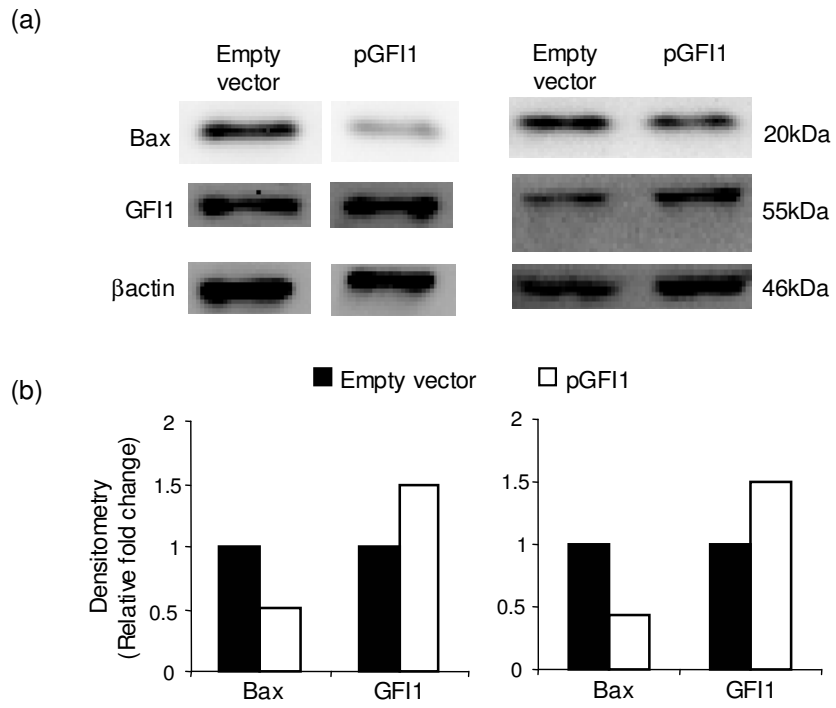 (a)
Empty vector
pGFI1
Empty vector
pGFI1
Bax
20kDa
GFI1
55kDa
βactin
46kDa
(b)
Empty vector
pGFI1
Densitometry
(Relative fold change)
2
1.5
1
0.5
0
Bax
GFI1
2
1.5
1
0.5
0
Bax
GFI1